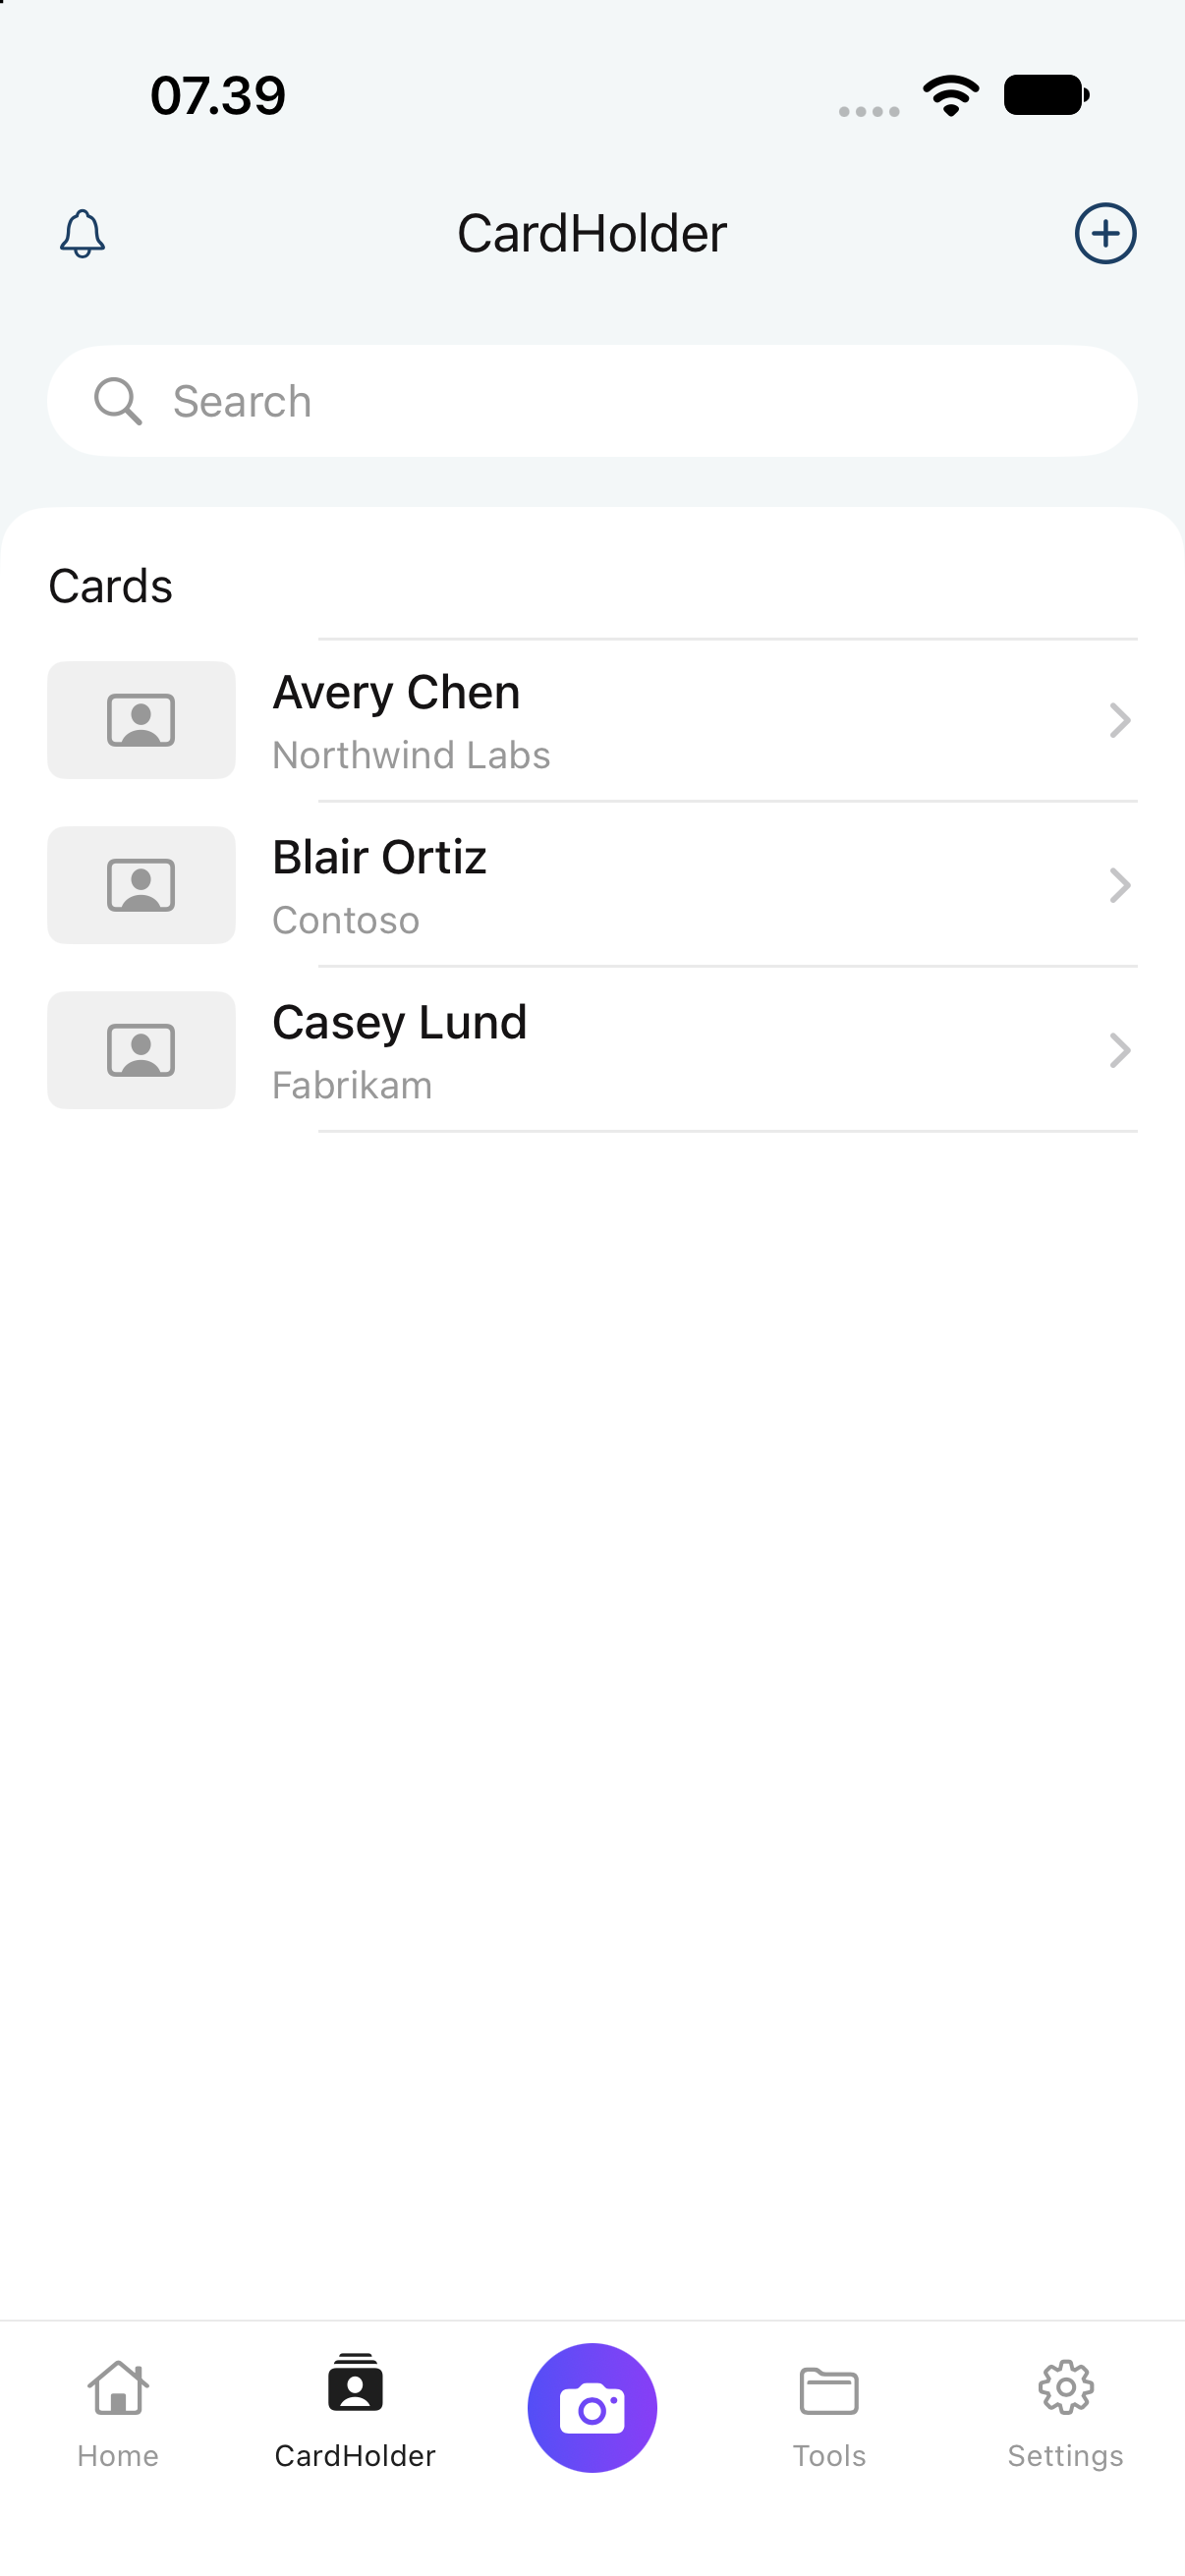 07.39
CardHolder
Search
Cards
Avery Chen
Northwind Labs
Blair Ortiz
Contoso
Casey Lund
Fabrikam
Home
CardHolder
Tools
Settings